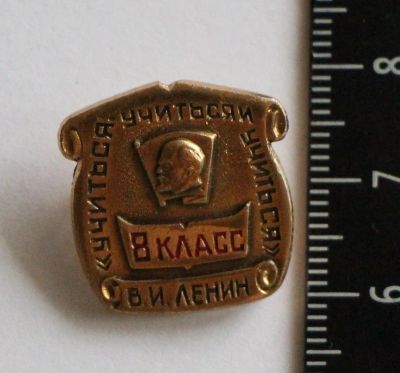 «УЧИТЬСЯ, УЧИТЬСЯ И УЧИТЬСЯ»
8 КЛАСС
В.И. ЛЕНИН
8
7
6